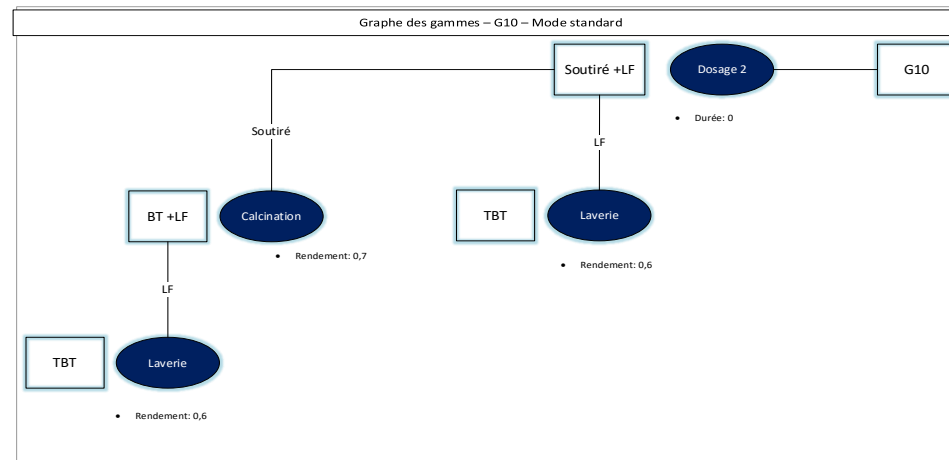 Graphe des gammes – G10 – Mode standard
Soutiré +LF
Dosage 2
G10
• Durée: 0
Soutiré
LF
BT +LF
Calcination
TBT
Laverie
• Rendement: 0,7
• Rendement: 0,6
LF
TBT
Laverie
• Rendement: 0,6